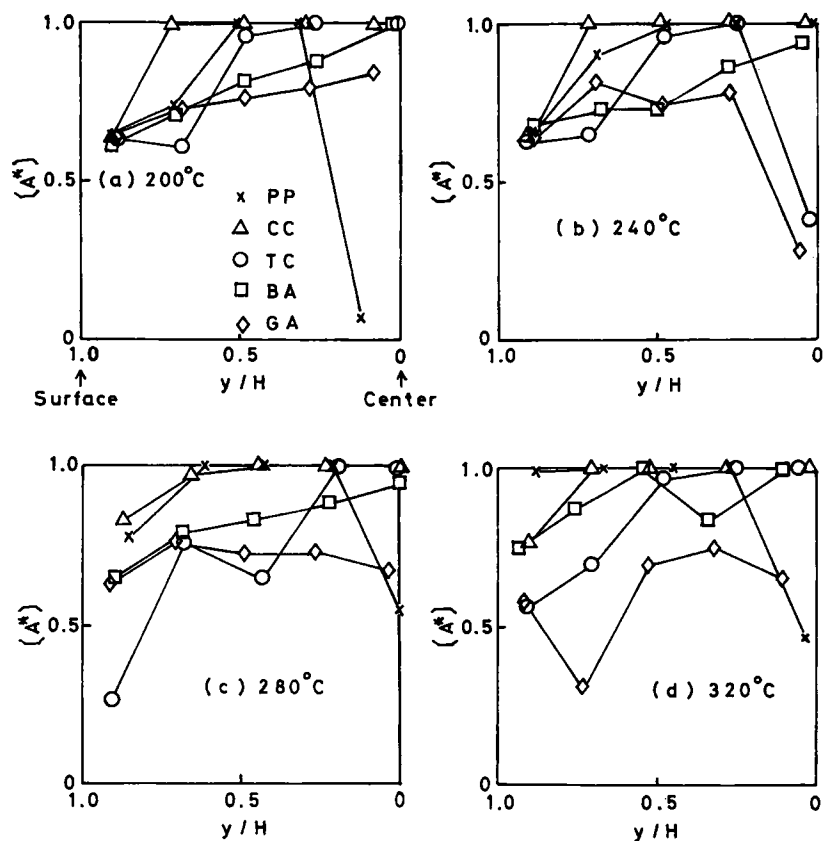 1.0
0.5
0
(A*)
(a) 200°C
× PP
△ CC
○ TC
□ BA
◇ GA
1.0
0.5
0
↑
↑
Surface
y / H
Center
1.0
0.5
0
(A*)
(b) 240°C
1.0
0.5
0
y / H
1.0
0.5
0
(A*)
(c) 280°C
1.0
0.5
0
y / H
1.0
0.5
0
(A*)
(d) 320°C
1.0
0.5
0
y / H